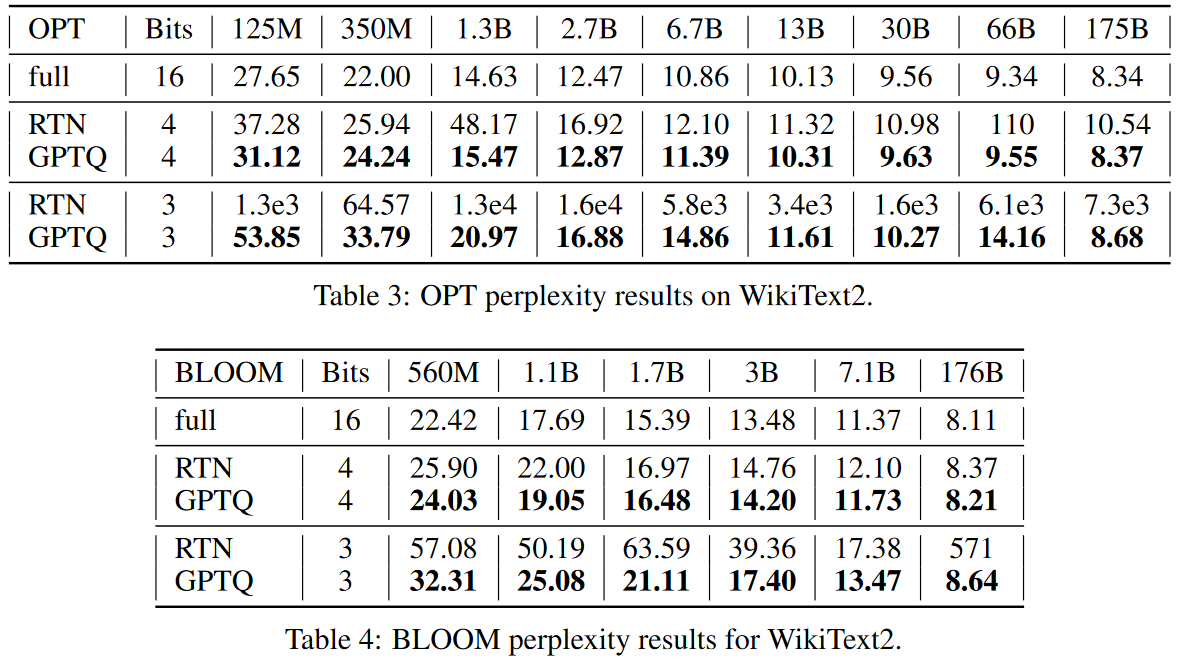 OPT Bits 125M 350M 1.3B 2.7B 6.7B 13B 30B 66B 175B
full 16 27.65 22.00 14.63 12.47 10.86 10.13 9.56 9.34 8.34
RTN 4 37.28 25.94 48.17 16.92 12.10 11.32 10.98 110 10.54
GPTQ 4 31.12 24.24 15.47 12.87 11.39 10.31 9.63 9.55 8.37
RTN 3 1.3e3 64.57 1.3e4 1.6e4 5.8e3 3.4e3 1.6e3 6.1e3 7.3e3
GPTQ 3 53.85 33.79 20.97 16.88 14.86 11.61 10.27 14.16 8.68
Table 3: OPT perplexity results on WikiText2.
BLOOM Bits 560M 1.1B 1.7B 3B 7.1B 176B
full 16 22.42 17.69 15.39 13.48 11.37 8.11
RTN 4 25.90 22.00 16.97 14.76 12.10 8.37
GPTQ 4 24.03 19.05 16.48 14.20 11.73 8.21
RTN 3 57.08 50.19 63.59 39.36 17.38 571
GPTQ 3 32.31 25.08 21.11 17.40 13.47 8.64
Table 4: BLOOM perplexity results for WikiText2.